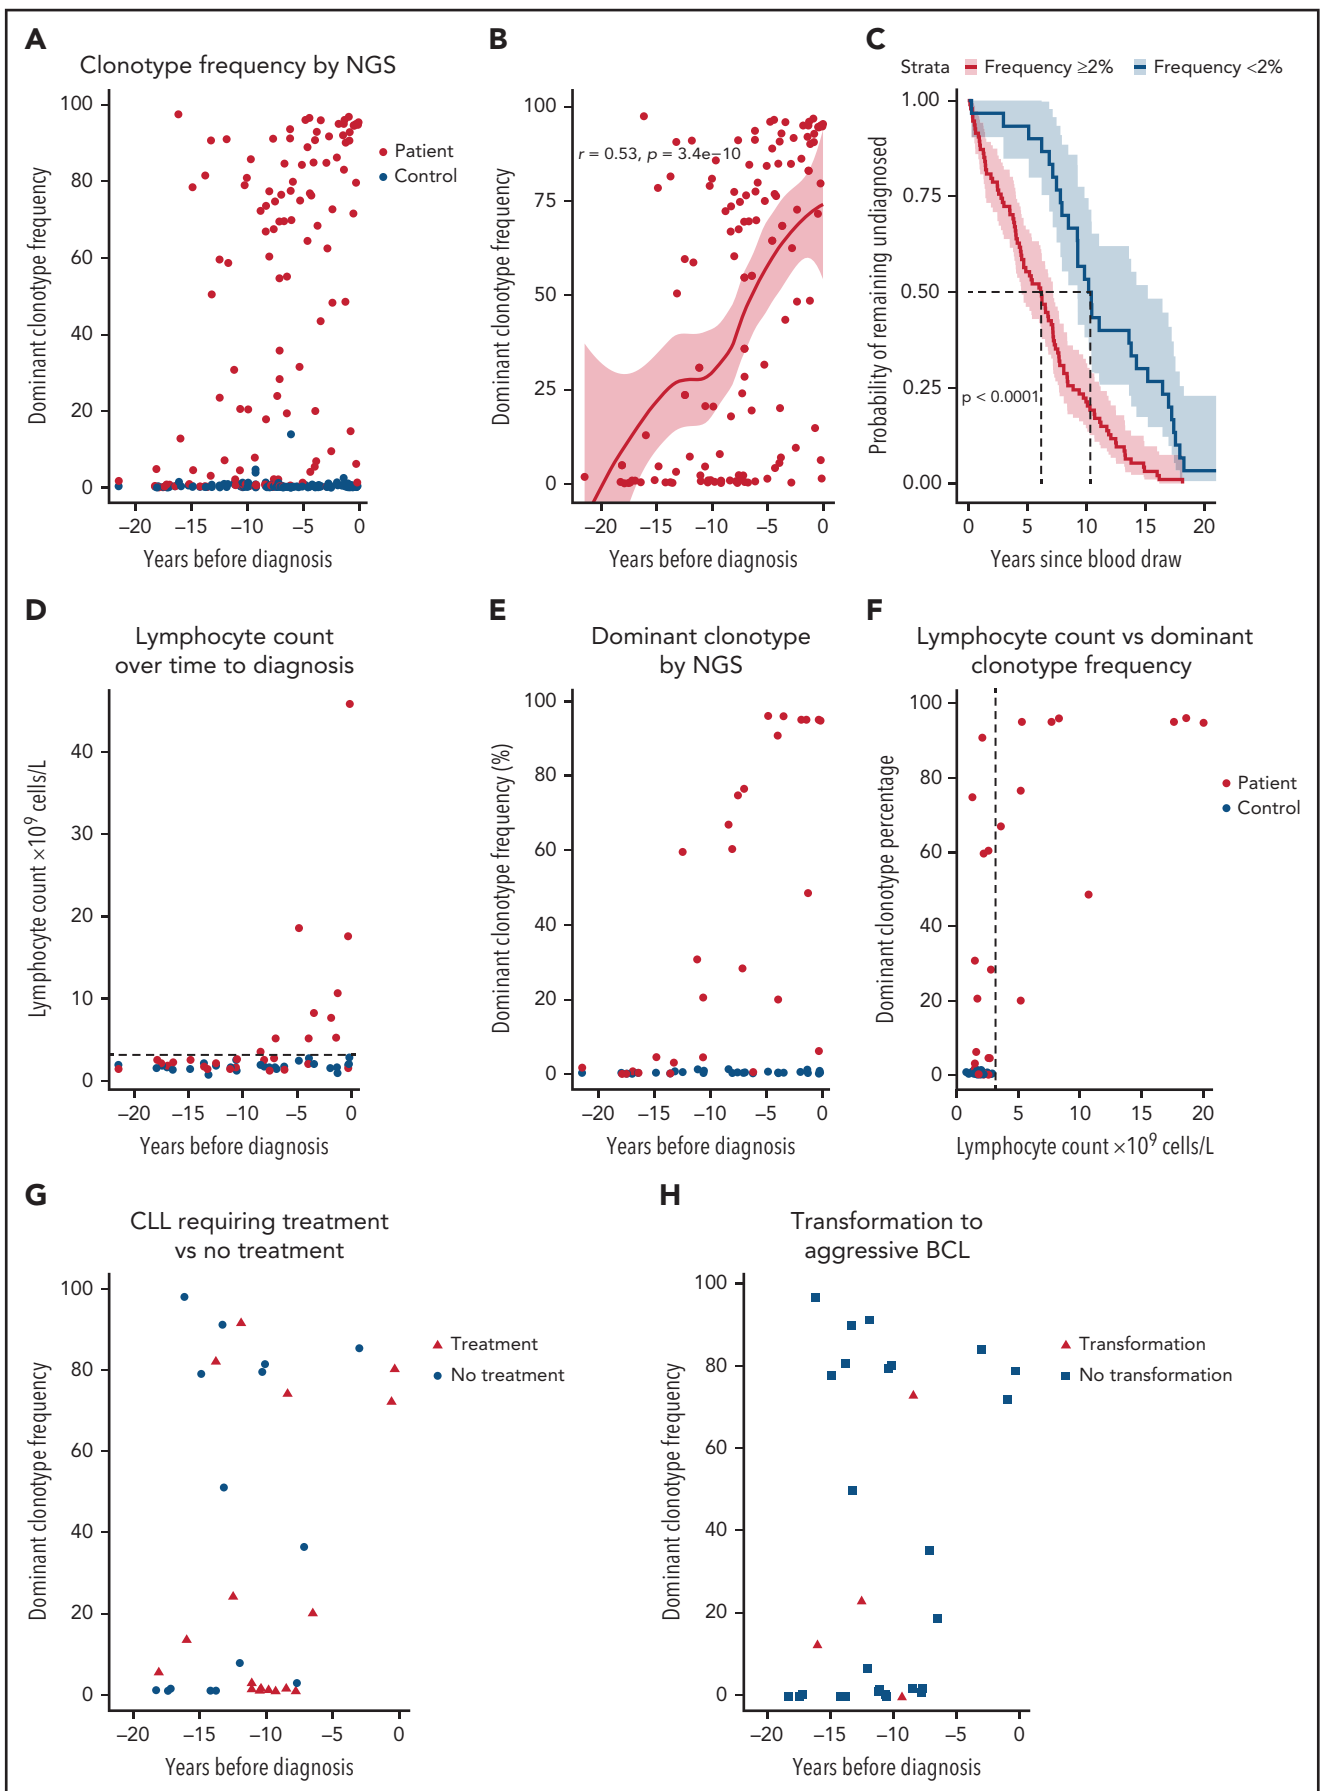 A
Clonotype frequency by NGS
Dominant clonotype frequency
100
80
60
40
20
0
–20
–15
–10
–5
0
Years before diagnosis
Patient
Control
B
r = 0.53, p = 3.4e−10
Dominant clonotype frequency
100
75
50
25
0
–20
–15
–10
–5
0
Years before diagnosis
C
Strata
Frequency ≥2%
Frequency <2%
Probability of remaining undiagnosed
1.00
0.75
0.50
0.25
0.00
p < 0.0001
0
5
10
15
20
Years since blood draw
D
Lymphocyte count
over time to diagnosis
Lymphocyte count ×10⁹ cells/L
40
30
20
10
0
–20
–15
–10
–5
0
Years before diagnosis
E
Dominant clonotype
by NGS
Dominant clonotype frequency (%)
100
80
60
40
20
0
–20
–15
–10
–5
0
Years before diagnosis
F
Lymphocyte count vs dominant
clonotype frequency
Dominant clonotype percentage
100
80
60
40
20
0
0
5
10
15
20
Lymphocyte count ×10⁹ cells/L
Patient
Control
G
CLL requiring treatment
vs no treatment
Dominant clonotype frequency
100
80
60
40
20
0
–20
–15
–10
–5
0
Years before diagnosis
Treatment
No treatment
H
Transformation to
aggressive BCL
Dominant clonotype frequency
100
80
60
40
20
0
–20
–15
–10
–5
0
Years before diagnosis
Transformation
No transformation